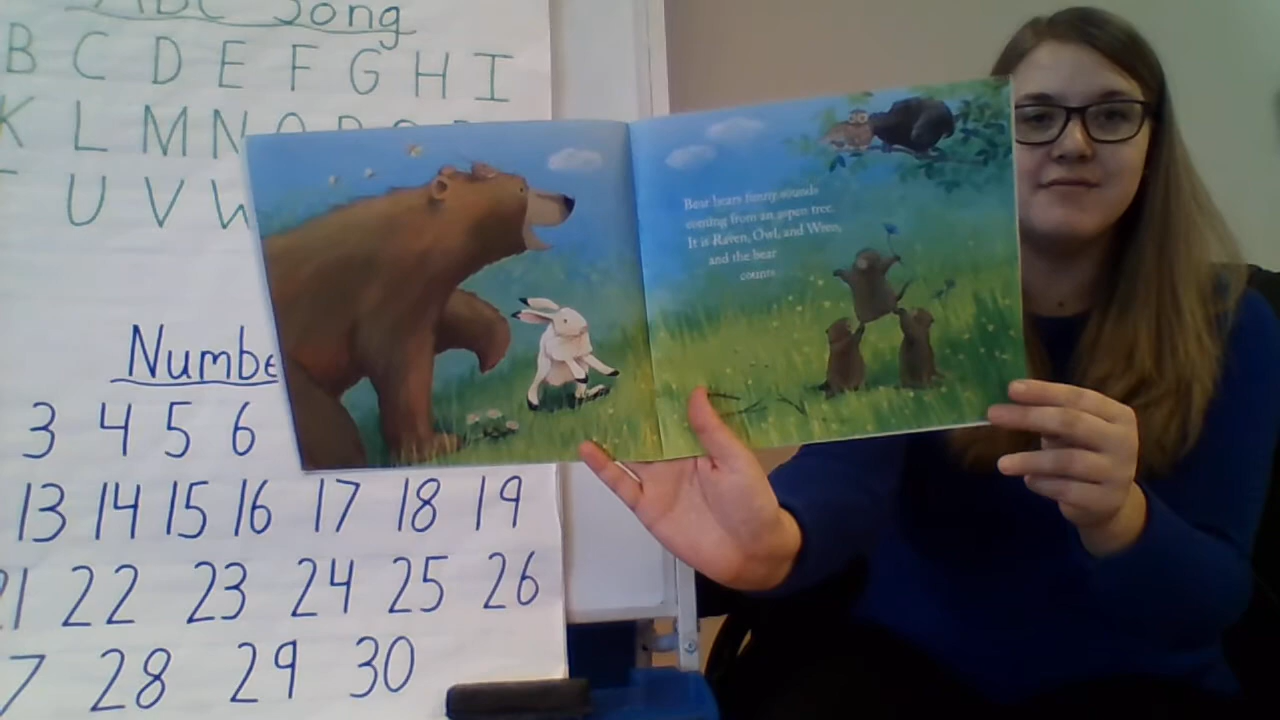 ABC Song
B C D E F G H I
K L M N O P Q R
T U V W
Numbe
3 4 5 6
13 14 15 16 17 18 19
21 22 23 24 25 26
7 28 29 30
Bear hears funny sounds
coming from an aspen tree.
It is Raven, Owl, and Wren,
and the bear
counts